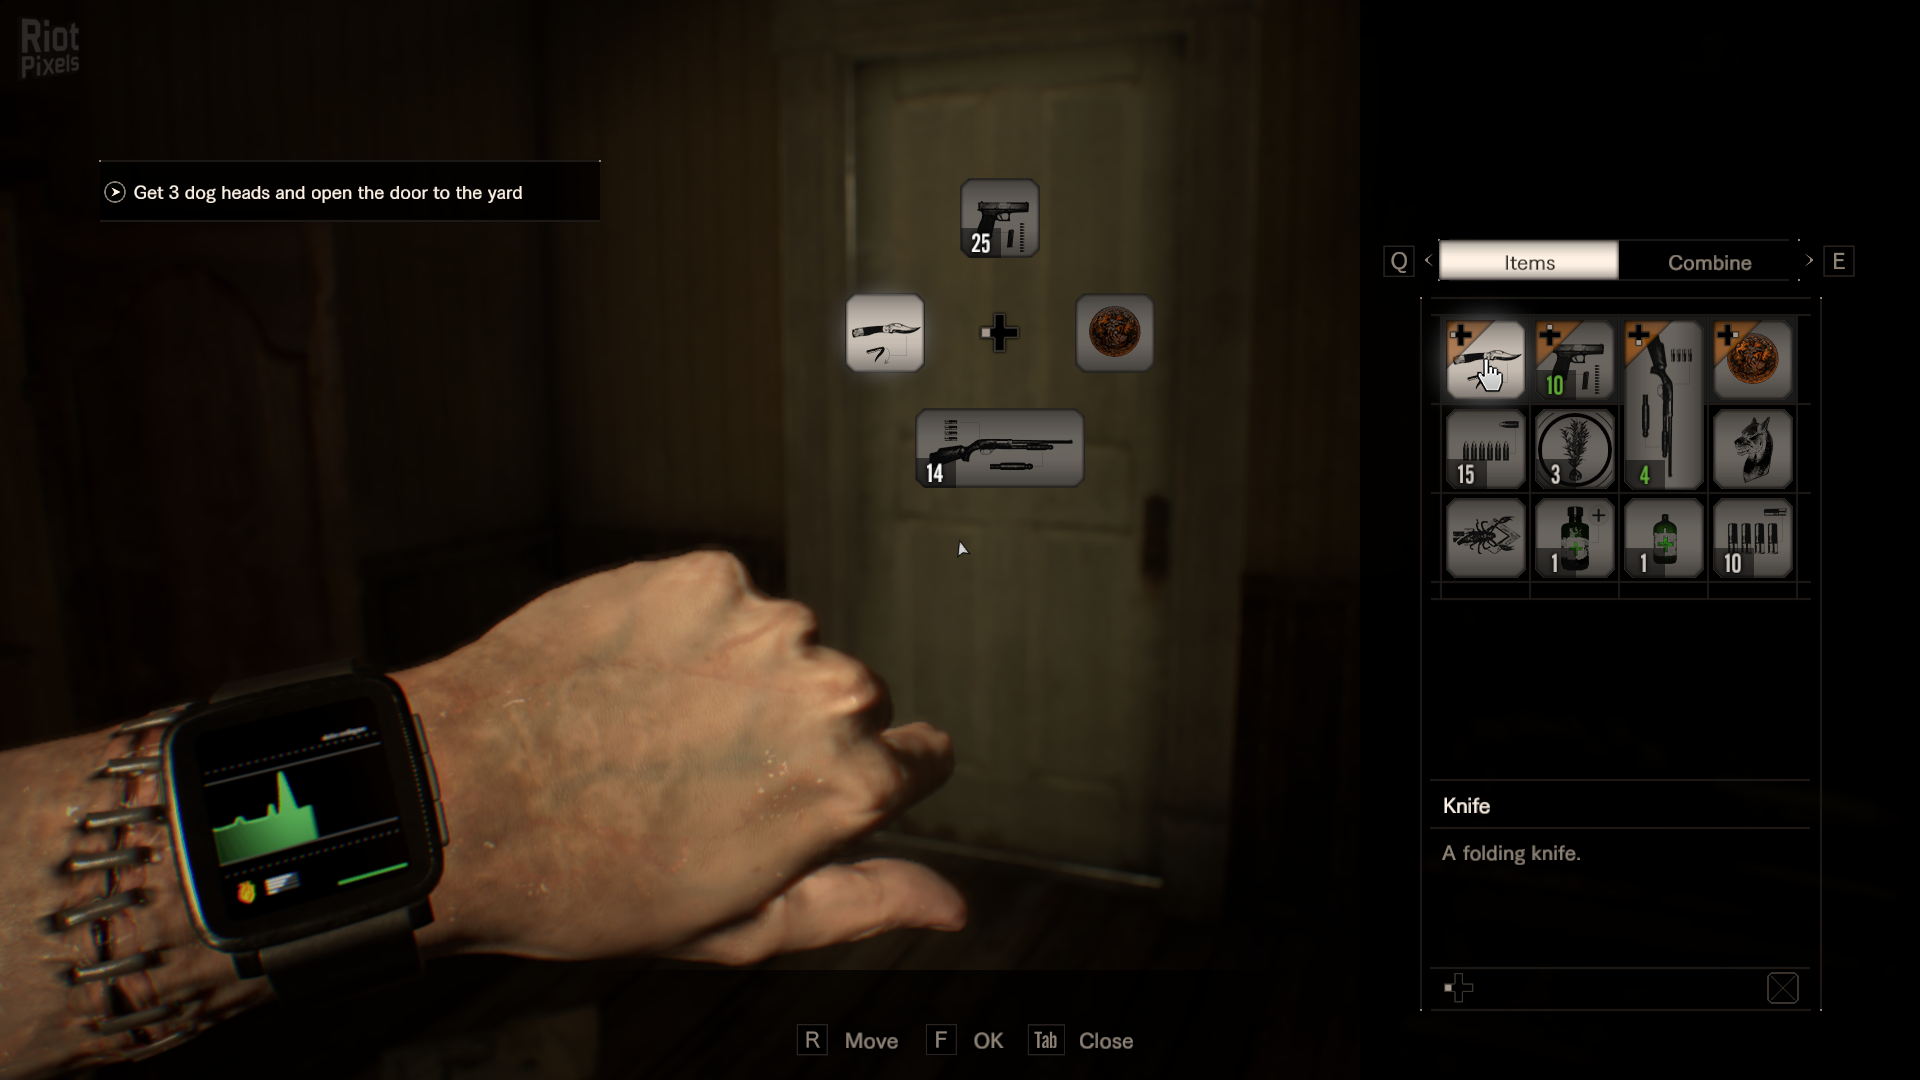 Riot
Pixels
Get 3 dog heads and open the door to the yard
25
14
Q
Items
Combine
E
10
15
3
4
1
1
10
Knife
A folding knife.
R Move F OK Tab Close